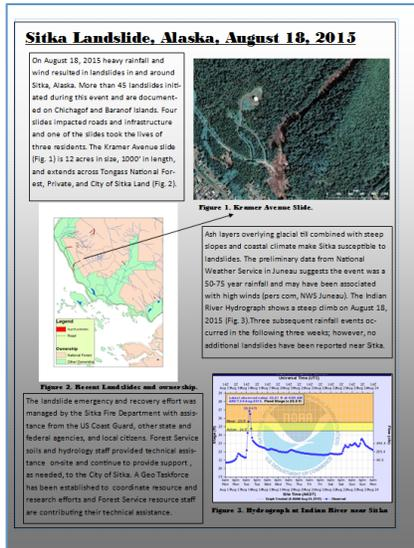 Sitka Landslide, Alaska, August 18, 2015
On August 18, 2015 heavy rainfall and
wind resulted in landslides in and around
Sitka, Alaska. More than 45 landslides initi-
ated during this event and are document-
ed on Chichagof and Baranof Islands. Four
slides impacted roads and infrastructure
and one of the slides took the lives of
three residents. The Kramer Avenue slide
(Fig. 1) is 12 acres in size, 1000' in length,
and extends across Tongass National For-
est, Private, and City of Sitka Land (Fig. 2).
Figure 1. Kramer Avenue Slide.
Ash layers overlying glacial till combined with steep
slopes and coastal climate make Sitka susceptible to
landslides. The preliminary data from National
Weather Service in Juneau suggests the event was a
50-75 year rainfall and may have been associated
with high winds (pers com, NWS Juneau). The Indian
River Hydrograph shows a steep climb on August 18,
2015 (Fig. 3).Three subsequent rainfall events oc-
curred in the following three weeks; however, no
additional landslides have been reported near Sitka.
Legend
Ownership
National Forest
Other Ownership
Figure 2. Recent Landslides and ownership.
The landslide emergency and recovery effort was
managed by the Sitka Fire Department with assis-
tance from the US Coast Guard, other state and
federal agencies, and local citizens. Forest Service
soils and hydrology staff provided technical assis-
tance on-site and continue to provide support ,
as needed, to the City of Sitka. A Geo Taskforce
has been established to coordinate resource and
research efforts and Forest Service resource staff
are contributing their technical assistance.
Universal Time (UTC)
Site Time (AKDT)
Figure 3. Hydrograph at Indian River near Sitka